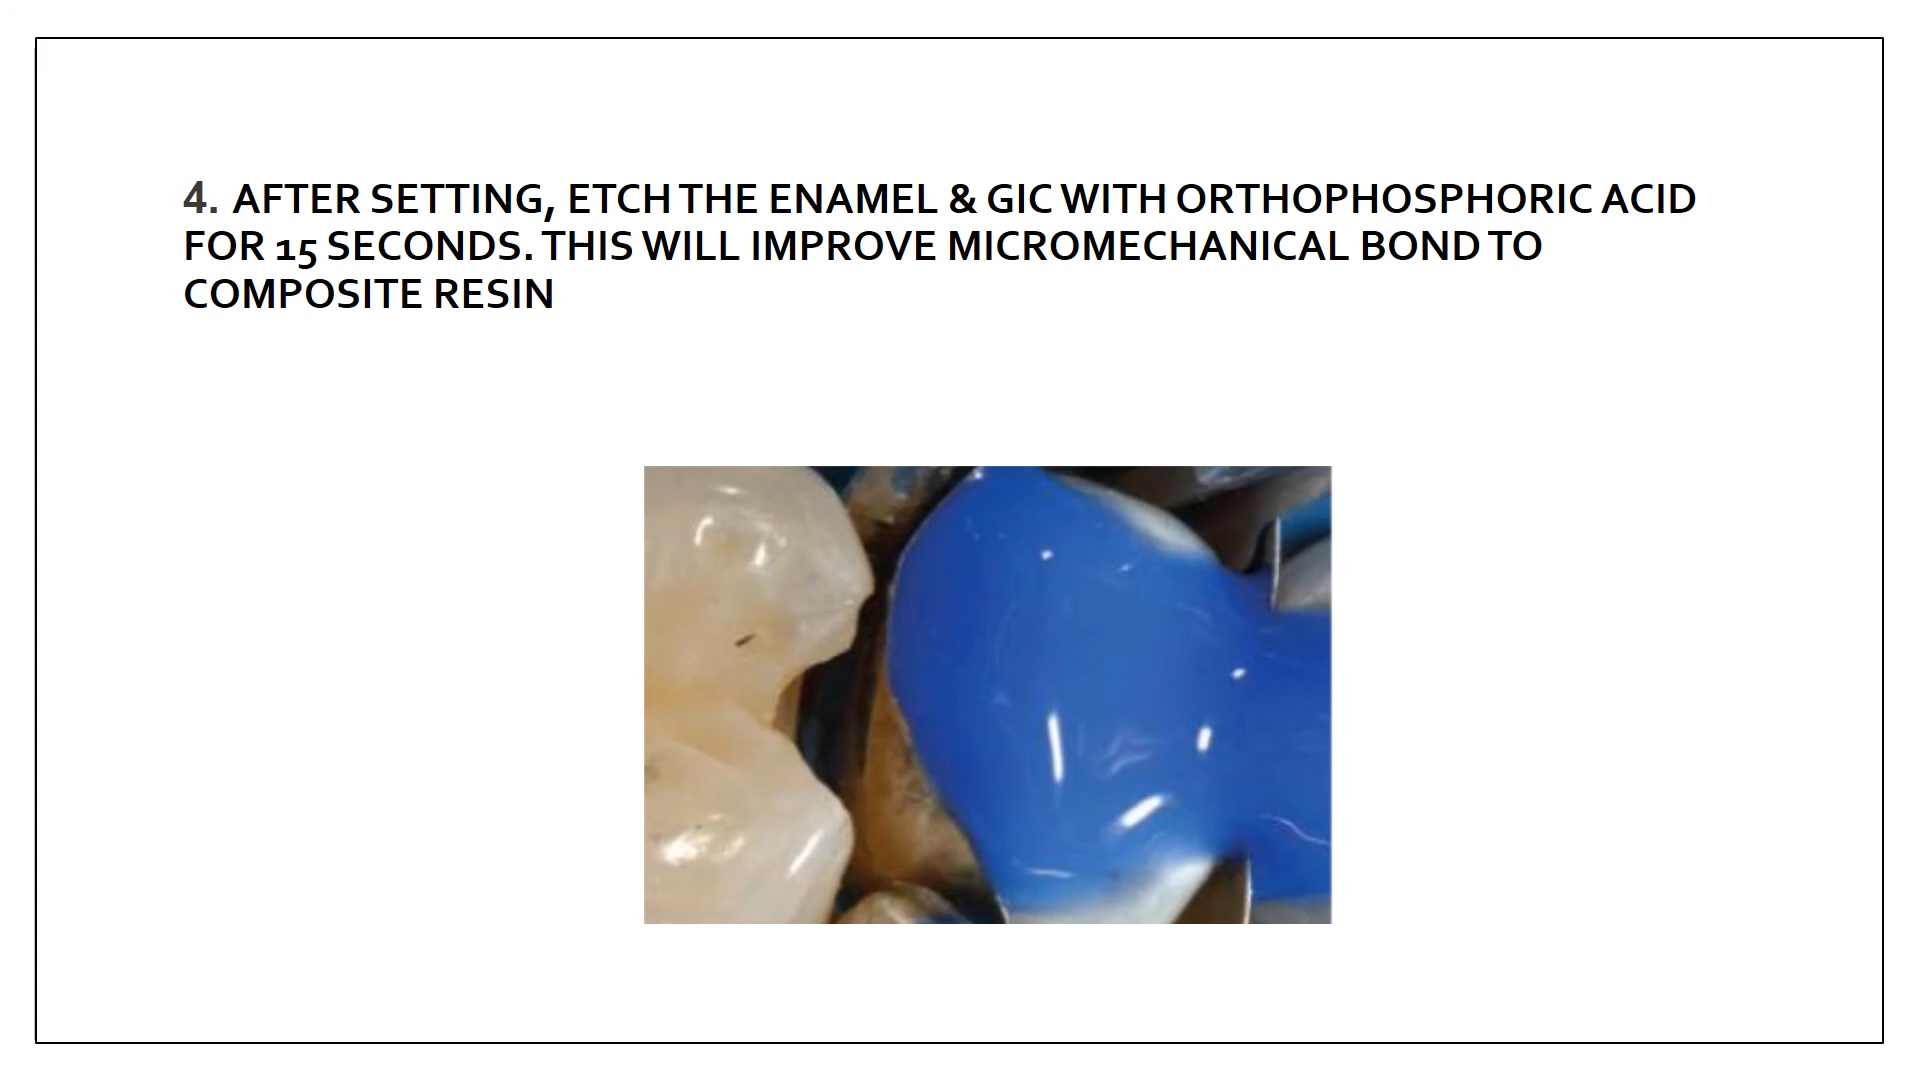 4. AFTER SETTING, ETCH THE ENAMEL & GIC WITH ORTHOPHOSPHORIC ACID
FOR 15 SECONDS. THIS WILL IMPROVE MICROMECHANICAL BOND TO
COMPOSITE RESIN